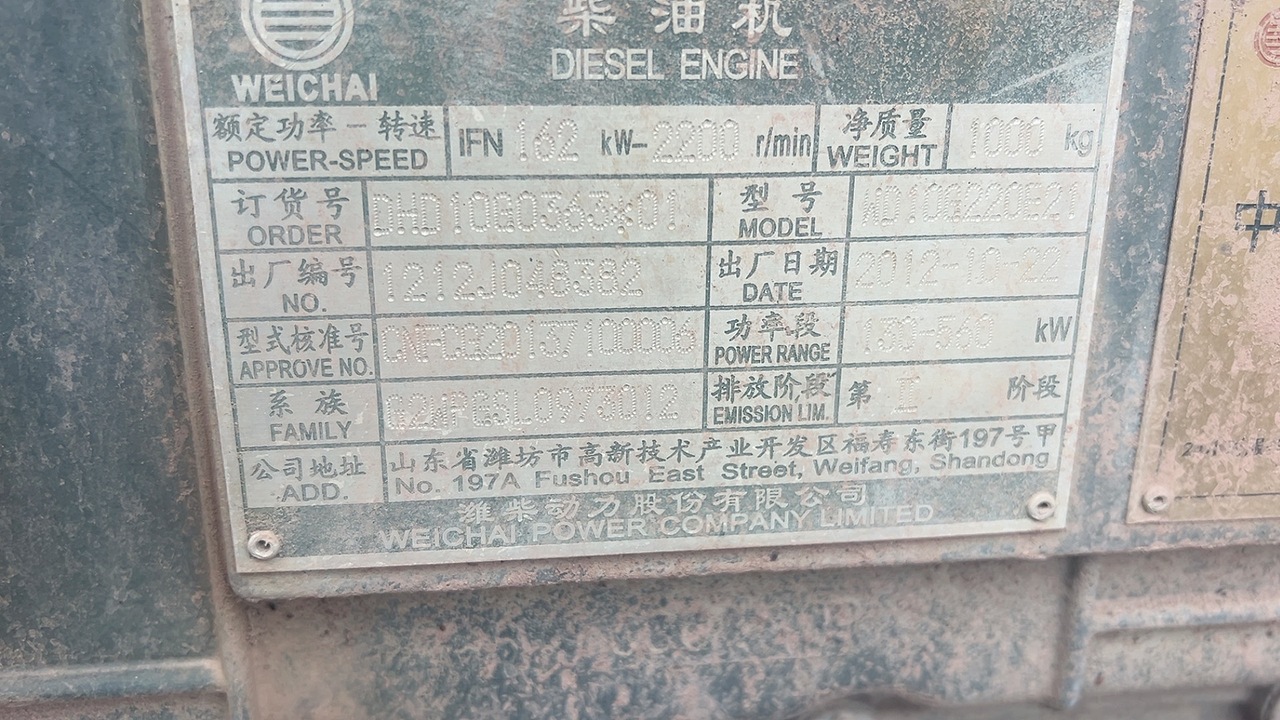 柴油机
WEICHAI DIESEL ENGINE
额定功率－转速 IFN 162 kW- 2200 r/min 净质量 1000 kg
POWER-SPEED WEIGHT
订货号 DHD10Q0363*01 型号 WD10G220E21
ORDER MODEL
出厂编号 1212J048382 出厂日期 2012-10-22
NO. DATE
型式核准号 功率段 kW
APPROVE NO. POWER RANGE
系族 排放阶段 第 II 阶段
FAMILY EMISSION LIM.
公司地址 山东省潍坊市高新技术产业开发区福寿东街197号甲
ADD. No. 197A Fushou East Street, Weifang, Shandong
潍柴动力股份有限公司
WEICHAI POWER COMPANY LIMITED